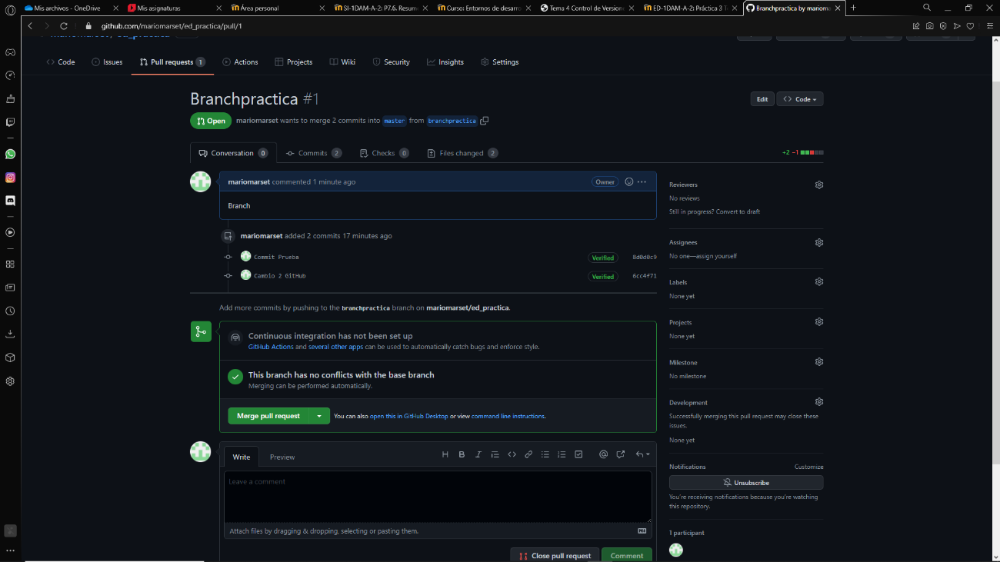 Mis archivos - OneDrive
Mis asignaturas
Área personal
SI-1DAM-A-2: P7.6. Resume
Curso: Entornos de desarro
Tema 4 Control de Version
ED-1DAM-A-2: Práctica 3 T
Branchpractica by marioma
github.com/mariomarset/ed_practica/pull/1
Code
Issues
Pull requests 1
Actions
Projects
Wiki
Security
Insights
Settings
Branchpractica #1
Edit
<> Code
Open
mariomarset wants to merge 2 commits into master from branchpractica
Conversation 0
Commits 2
Checks 0
Files changed 2
+2 −1
mariomarset commented 1 minute ago
Owner
Branch
mariomarset added 2 commits 17 minutes ago
Commit Prueba
Verified
8d0d0c9
Cambio 2 GitHub
Verified
6cc4f71
Add more commits by pushing to the branchpractica branch on mariomarset/ed_practica.
Continuous integration has not been set up
GitHub Actions and several other apps can be used to automatically catch bugs and enforce style.
This branch has no conflicts with the base branch
Merging can be performed automatically.
Merge pull request
You can also open this in GitHub Desktop or view command line instructions.
Write
Preview
H B I
Leave a comment
Attach files by dragging & dropping, selecting or pasting them.
Close pull request
Comment
Reviewers
No reviews
Still in progress? Convert to draft
Assignees
No one—assign yourself
Labels
None yet
Projects
None yet
Milestone
No milestone
Development
Successfully merging this pull request may close these
issues.
None yet
Notifications
Customize
Unsubscribe
You're receiving notifications because you're watching
this repository.
1 participant